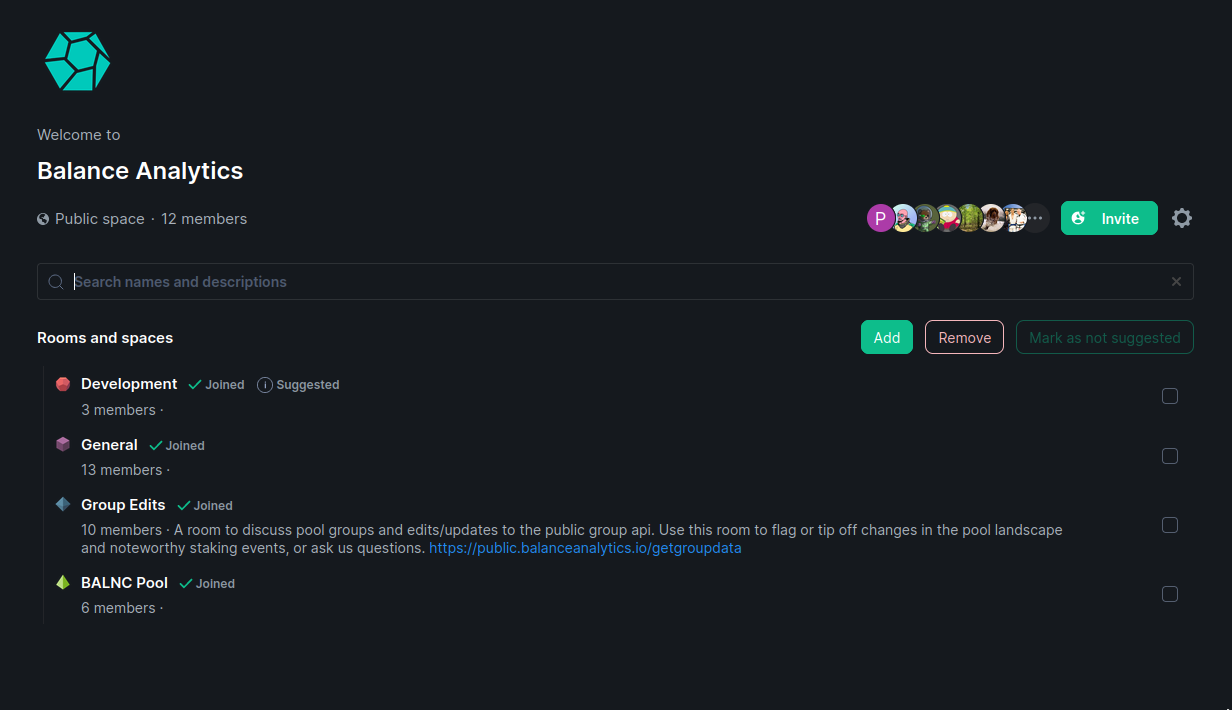 Welcome to
Balance Analytics
Public space · 12 members
P
Invite
Search names and descriptions
Rooms and spaces
Add
Remove
Mark as not suggested
Development Joined Suggested
3 members ·
General Joined
13 members ·
Group Edits Joined
10 members · A room to discuss pool groups and edits/updates to the public group api. Use this room to flag or tip off changes in the pool landscape
and noteworthy staking events, or ask us questions. https://public.balanceanalytics.io/getgroupdata
BALNC Pool Joined
6 members ·